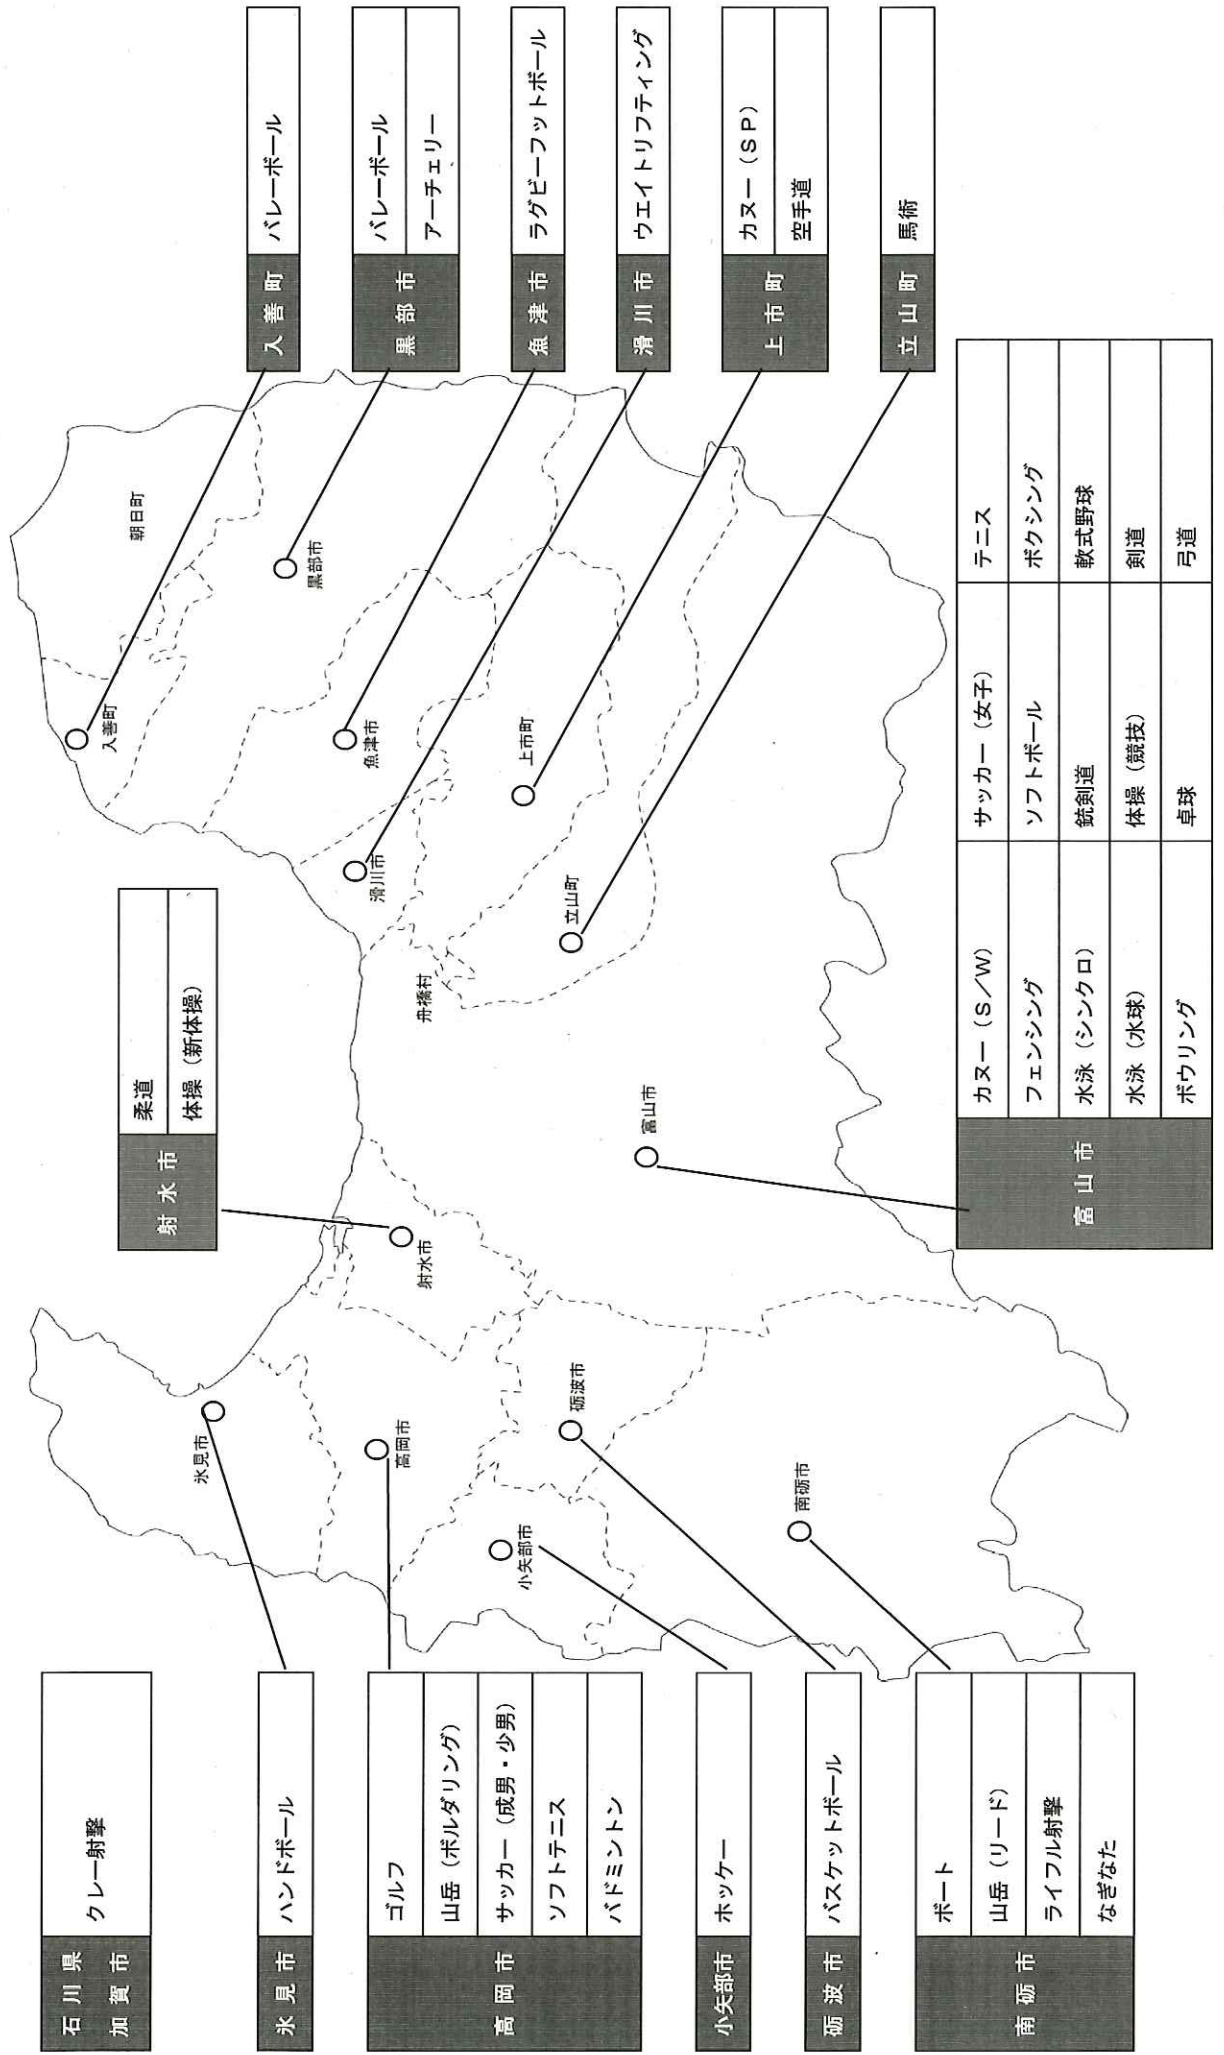 石川県
加賀市
クレー射撃
氷見市
ハンドボール
高岡市
ゴルフ
山岳（ボルダリング）
サッカー（成男・少男）
ソフトテニス
バドミントン
小矢部市
ホッケー
砺波市
バスケットボール
南砺市
ボート
山岳（リード）
ライフル射撃
なぎなた
射水市
柔道
体操（新体操）
氷見市
高岡市
小矢部市
砺波市
南砺市
射水市
富山市
舟橋村
滑川市
立山町
上市町
魚津市
入善町
黒部市
朝日町
富山市
カヌー（S／W）
サッカー（女子）
テニス
フェンシング
ソフトボール
ボクシング
水泳（シンクロ）
銃剣道
軟式野球
水泳（水球）
体操（競技）
剣道
ボウリング
卓球
弓道
入善町
バレーボール
黒部市
バレーボール
アーチェリー
魚津市
ラグビーフットボール
滑川市
ウエイトリフティング
上市町
カヌー（SP）
空手道
立山町
馬術